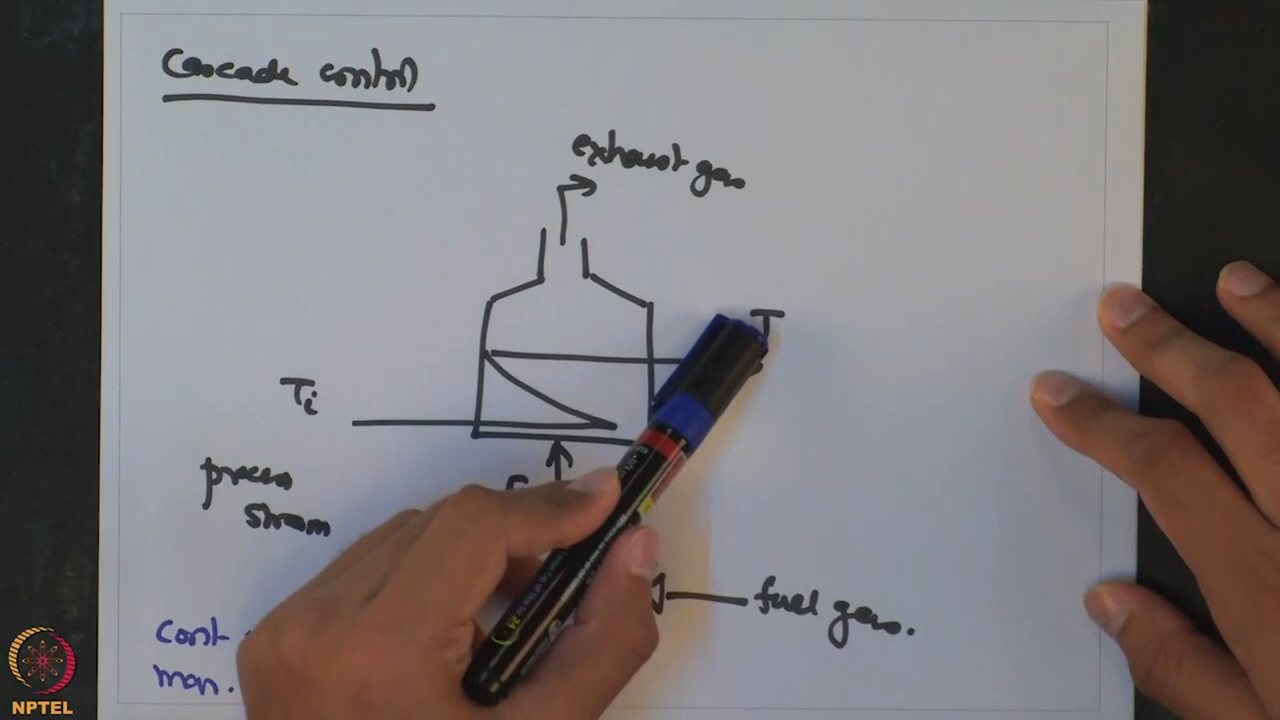 Cascade control
exhaust gas
T
Ti
process
stream
F
fuel gas.
Cont
man.
NPTEL